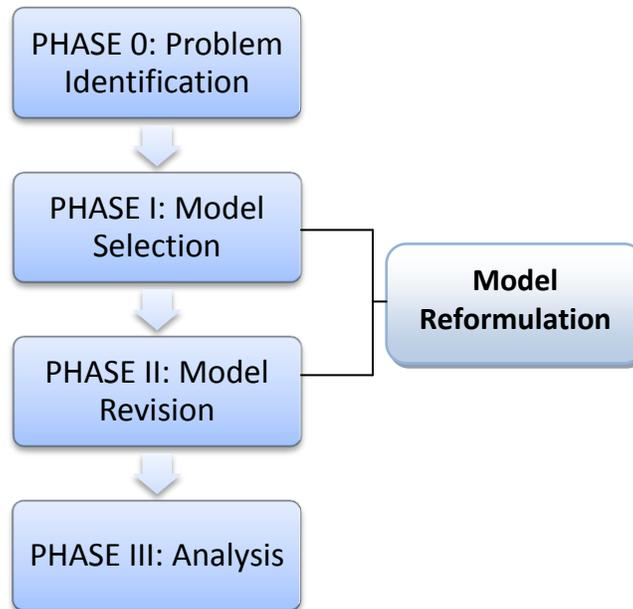 PHASE 0: Problem
Identification
PHASE I: Model
Selection
Model
Reformulation
PHASE II: Model
Revision
PHASE III: Analysis